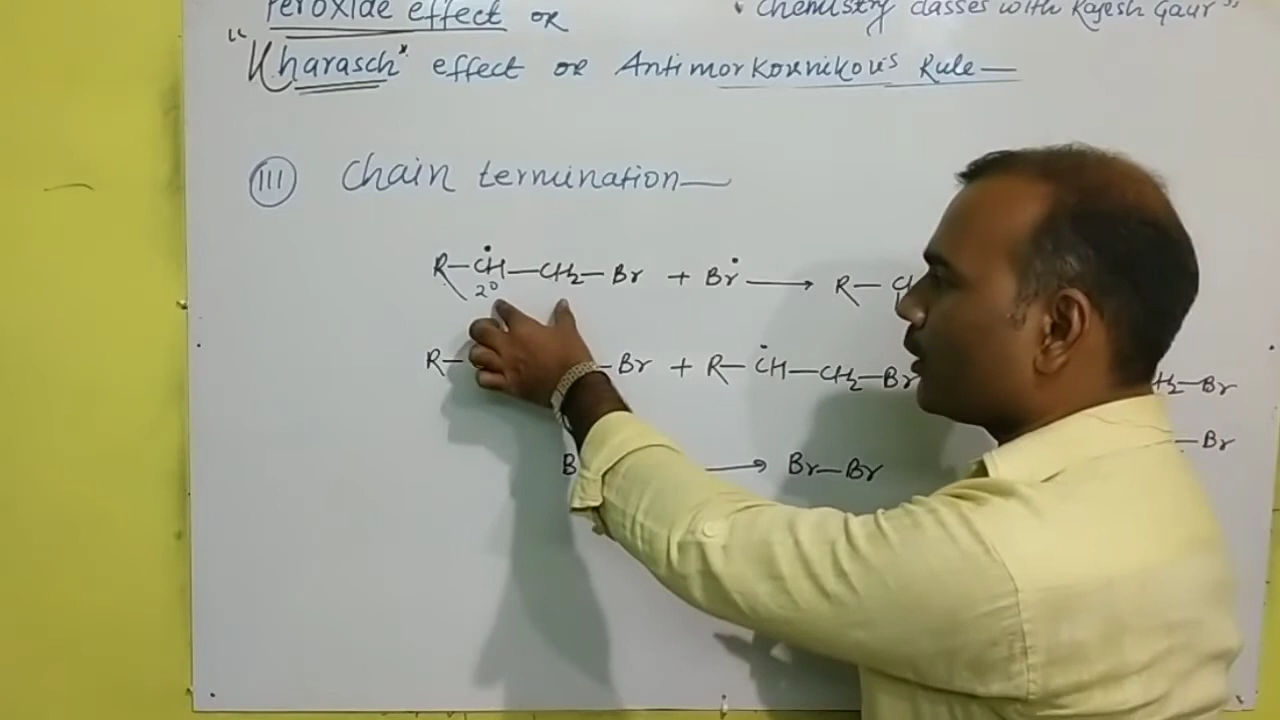 Peroxide effect or
" chemistry classes with Rajesh Gaur"
"Kharasch" effect or Antimorkornikov's Rule—
III Chain termination—
R—ĊH—CH2—Br + Ḃr ⟶ R—C
2°
R— —Br + R—ĊH—CH2—Br H2—Br
—Br
B ⟶ Br—Br